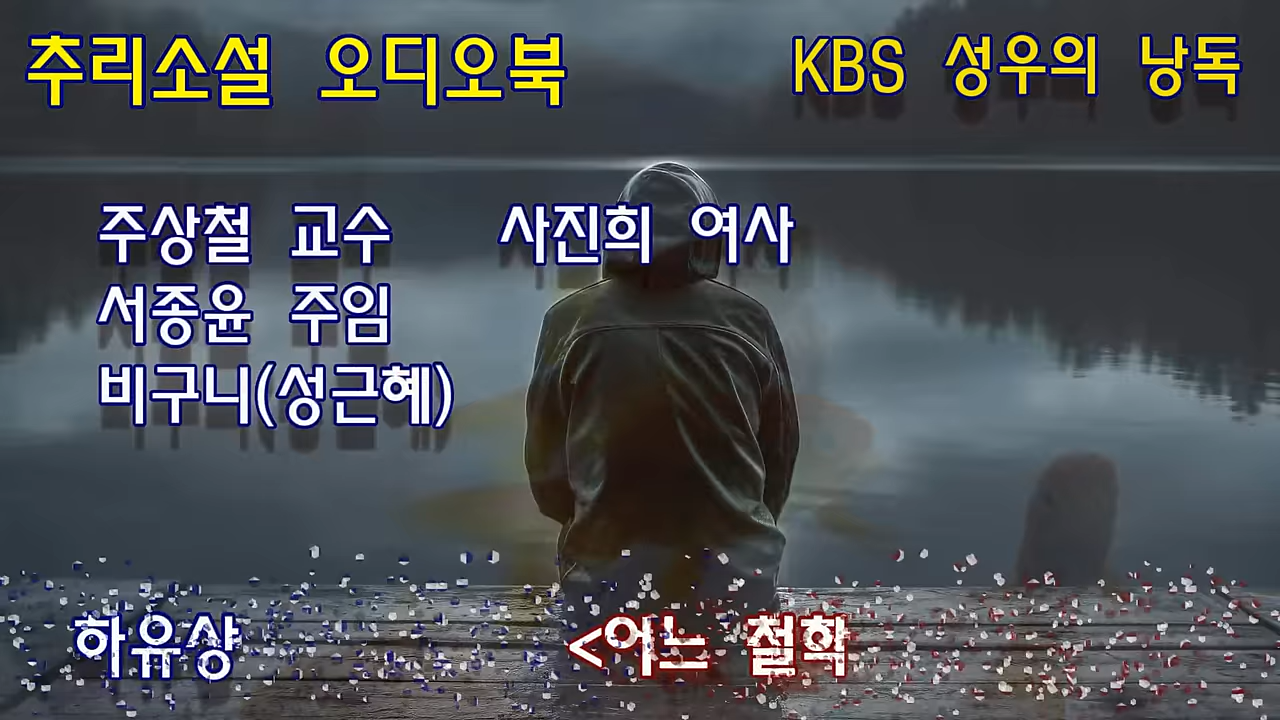 추리소설 오디오북
KBS 성우의 낭독
주상철 교수 사진희 여사
서종윤 주임
비구니(성근혜)
하유상
<어느 철학